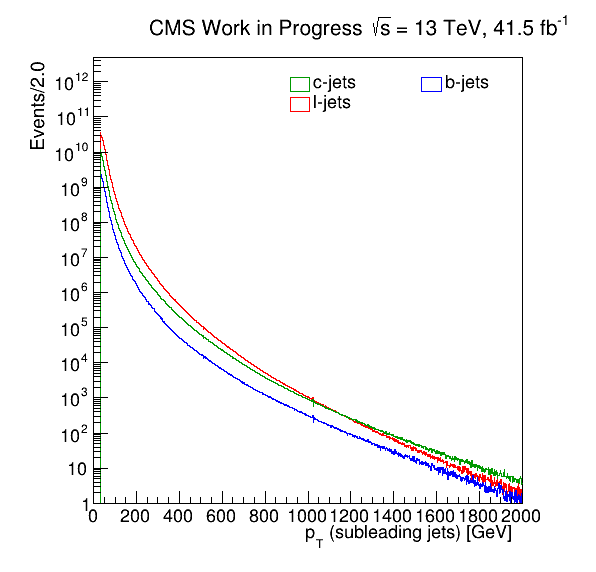 CMS Work in Progress √s = 13 TeV, 41.5 fb⁻¹
Events/2.0
c-jets b-jets
l-jets
10¹²
10¹¹
10¹⁰
10⁹
10⁸
10⁷
10⁶
10⁵
10⁴
10³
10²
10
1
0 200 400 600 800 1000 1200 1400 1600 1800 2000
p_T (subleading jets) [GeV]